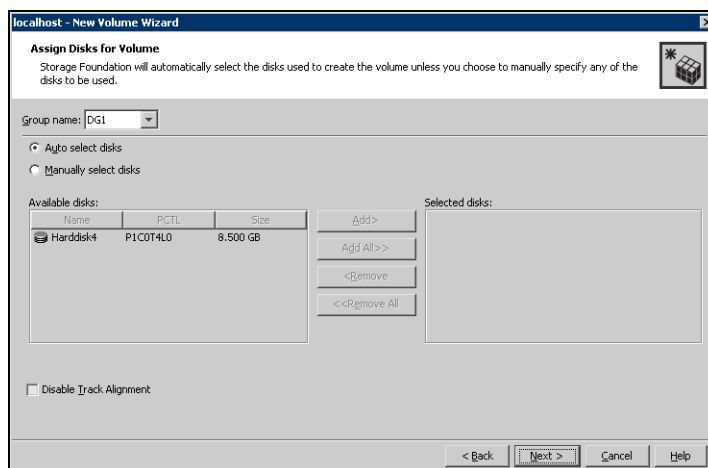 localhost - New Volume Wizard
Assign Disks for Volume
Storage Foundation will automatically select the disks used to create the volume unless you choose to manually specify any of the
disks to be used.
Group name: DG1
Auto select disks
Manually select disks
Available disks:
Selected disks:
Name PCTL Size
Harddisk4 P1C0T4L0 8.500 GB
Add>
Add All>>
<Remove
<<Remove All
Disable Track Alignment
< Back Next > Cancel Help